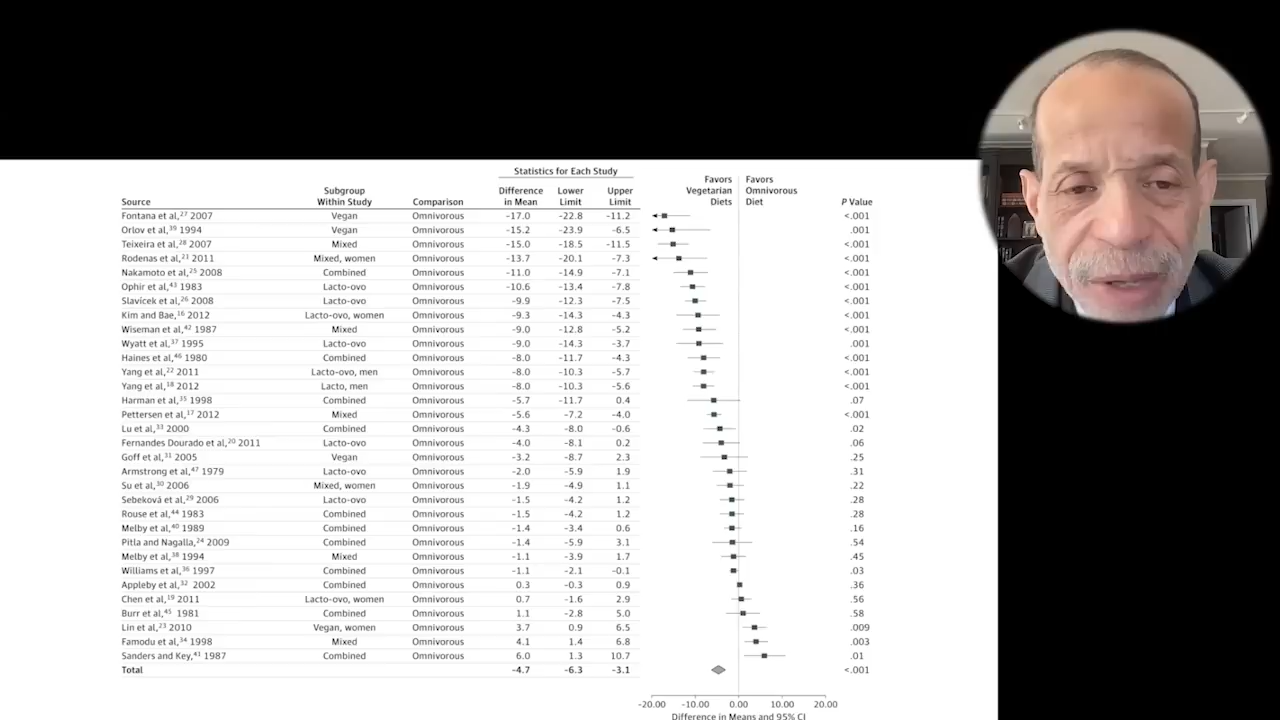 Statistics for Each Study
Favors Vegetarian Diets
Favors Omnivorous Diet
Source Subgroup Within Study Comparison Difference in Mean Lower Limit Upper Limit P Value
Fontana et al,27 2007 Vegan Omnivorous −17.0 −22.8 −11.2 <.001
Orlov et al,39 1994 Vegan Omnivorous −15.2 −23.9 −6.5 .001
Teixeira et al,28 2007 Mixed Omnivorous −15.0 −18.5 −11.5 <.001
Rodenas et al,21 2011 Mixed, women Omnivorous −13.7 −20.1 −7.3 <.001
Nakamoto et al,25 2008 Combined Omnivorous −11.0 −14.9 −7.1 <.001
Ophir et al,43 1983 Lacto-ovo Omnivorous −10.6 −13.4 −7.8 <.001
Slavícek et al,26 2008 Lacto-ovo Omnivorous −9.9 −12.3 −7.5 <.001
Kim and Bae,16 2012 Lacto-ovo, women Omnivorous −9.3 −14.3 −4.3 <.001
Wiseman et al,42 1987 Mixed Omnivorous −9.0 −12.8 −5.2 <.001
Wyatt et al,37 1995 Lacto-ovo Omnivorous −9.0 −14.3 −3.7 .001
Haines et al,46 1980 Combined Omnivorous −8.0 −11.7 −4.3 <.001
Yang et al,22 2011 Lacto-ovo, men Omnivorous −8.0 −10.3 −5.7 <.001
Yang et al,18 2012 Lacto, men Omnivorous −8.0 −10.3 −5.6 <.001
Harman et al,35 1998 Combined Omnivorous −5.7 −11.7 0.4 .07
Pettersen et al,17 2012 Mixed Omnivorous −5.6 −7.2 −4.0 <.001
Lu et al,33 2000 Combined Omnivorous −4.3 −8.0 −0.6 .02
Fernandes Dourado et al,20 2011 Lacto-ovo Omnivorous −4.0 −8.1 0.2 .06
Goff et al,31 2005 Vegan Omnivorous −3.2 −8.7 2.3 .25
Armstrong et al,47 1979 Lacto-ovo Omnivorous −2.0 −5.9 1.9 .31
Su et al,30 2006 Mixed, women Omnivorous −1.9 −4.9 1.1 .22
Sebeková et al,29 2006 Lacto-ovo Omnivorous −1.5 −4.2 1.2 .28
Rouse et al,44 1983 Combined Omnivorous −1.5 −4.2 1.2 .28
Melby et al,40 1989 Combined Omnivorous −1.4 −3.4 0.6 .16
Pitla and Nagalla,24 2009 Combined Omnivorous −1.4 −5.9 3.1 .54
Melby et al,38 1994 Mixed Omnivorous −1.1 −3.9 1.7 .45
Williams et al,36 1997 Combined Omnivorous −1.1 −2.1 −0.1 .03
Appleby et al,32 2002 Combined Omnivorous 0.3 −0.3 0.9 .36
Chen et al,19 2011 Lacto-ovo, women Omnivorous 0.7 −1.6 2.9 .56
Burr et al,45 1981 Combined Omnivorous 1.1 −2.8 5.0 .58
Lin et al,23 2010 Vegan, women Omnivorous 3.7 0.9 6.5 .009
Famodu et al,34 1998 Mixed Omnivorous 4.1 1.4 6.8 .003
Sanders and Key,41 1987 Combined Omnivorous 6.0 1.3 10.7 .01
Total −4.7 −6.3 −3.1 <.001
-20.00 -10.00 0.00 10.00 20.00
Difference in Means and 95% CI